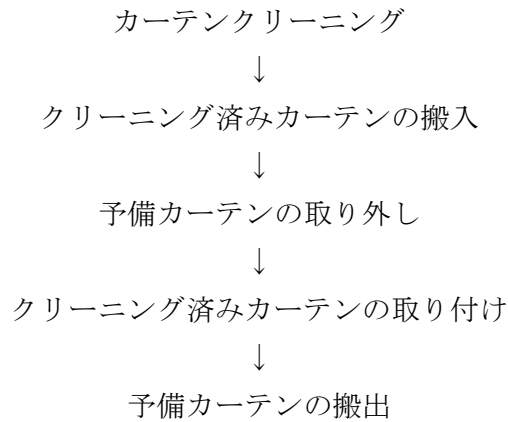 カーテンクリーニング
↓
クリーニング済みカーテンの搬入
↓
予備カーテンの取り外し
↓
クリーニング済みカーテンの取り付け
↓
予備カーテンの搬出